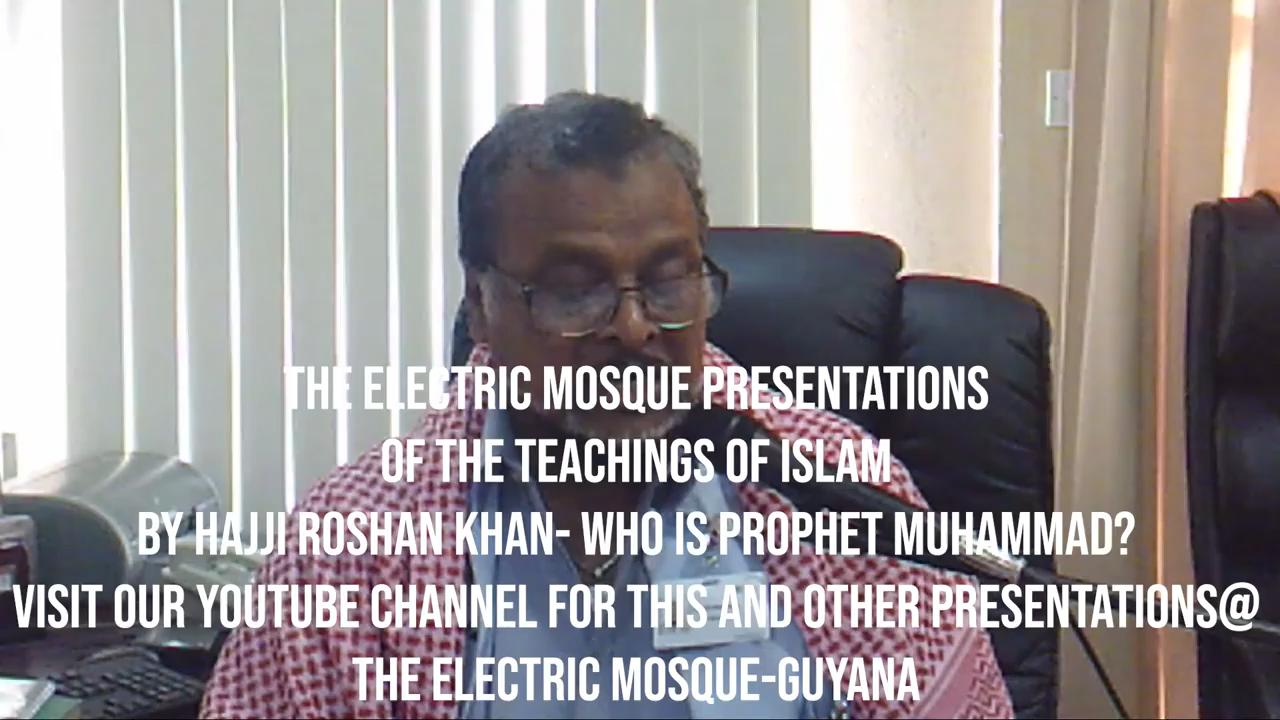 THE ELECTRIC MOSQUE PRESENTATIONS
OF THE TEACHINGS OF ISLAM
BY HAJJI ROSHAN KHAN- WHO IS PROPHET MUHAMMAD?
VISIT OUR YOUTUBE CHANNEL FOR THIS AND OTHER PRESENTATIONS@
THE ELECTRIC MOSQUE-GUYANA